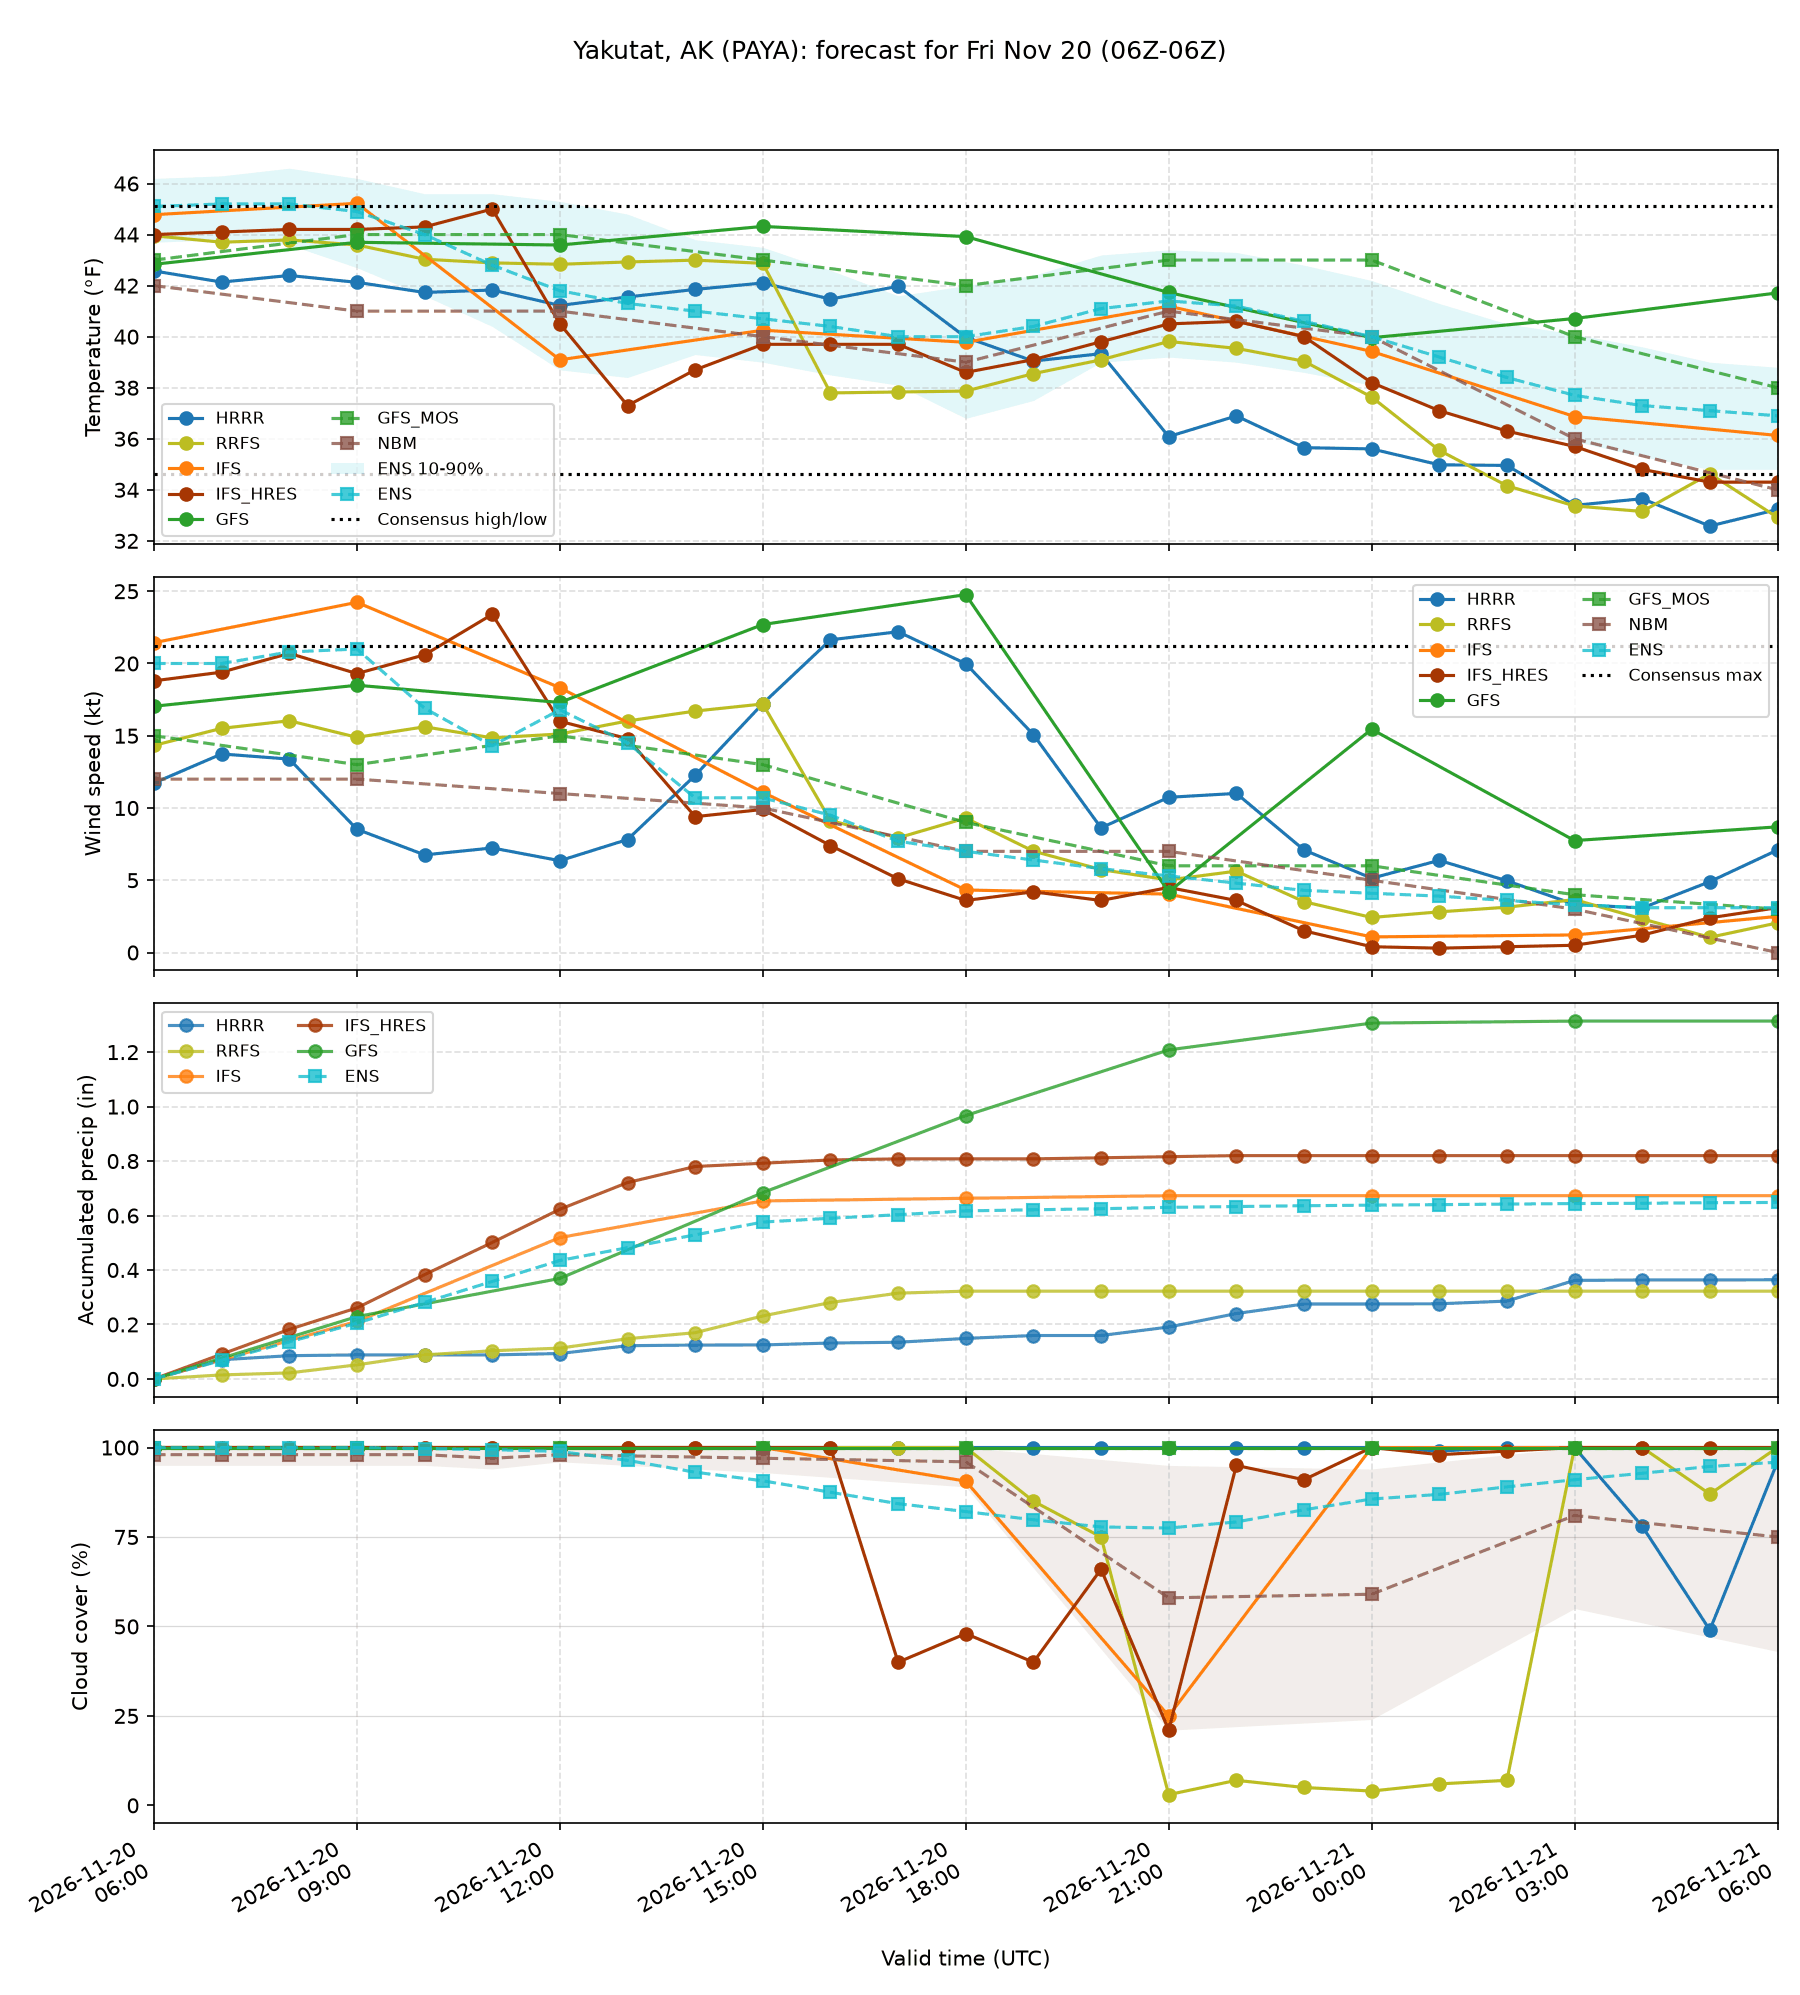 Yakutat, AK (PAYA): forecast for Fri Nov 20 (06Z-06Z)
Temperature (°F)
46
44
42
40
38
36
34
32
HRRR
RRFS
IFS
IFS_HRES
GFS
GFS_MOS
NBM
ENS 10-90%
ENS
Consensus high/low
Wind speed (kt)
25
20
15
10
5
0
HRRR
RRFS
IFS
IFS_HRES
GFS
GFS_MOS
NBM
ENS
Consensus max
Accumulated precip (in)
1.2
1.0
0.8
0.6
0.4
0.2
0.0
HRRR
RRFS
IFS
IFS_HRES
GFS
ENS
Cloud cover (%)
100
75
50
25
0
2026-11-20
06:00
2026-11-20
09:00
2026-11-20
12:00
2026-11-20
15:00
2026-11-20
18:00
2026-11-20
21:00
2026-11-21
00:00
2026-11-21
03:00
2026-11-21
06:00
Valid time (UTC)